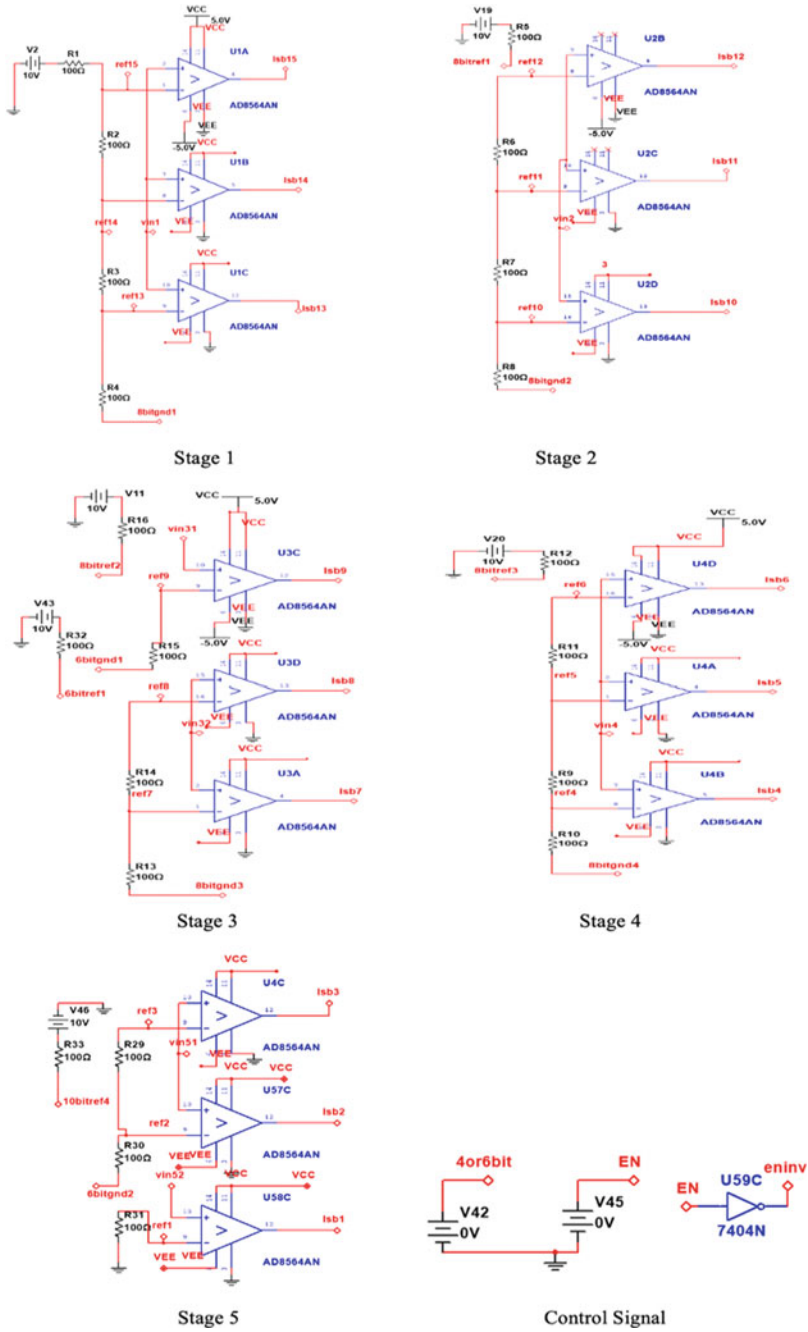 VCC
5.0V
VCC
V2
10V
R1
100Ω
ref15
U1A
lsb15
AD8564AN
R2
100Ω
VEE
-5.0V
VCC
U1B
lsb14
AD8564AN
ref14
vin1
VEE
VCC
R3
100Ω
ref13
U1C
lsb13
AD8564AN
VEE
R4
100Ω
8bitgnd1
Stage 1
V19
10V
R5
100Ω
8bitref1
ref12
U2B
lsb12
AD8564AN
VEE
VEE
-5.0V
R6
100Ω
U2C
ref11
lsb11
AD8564AN
VEE
vin2
R7
100Ω
3
U2D
ref10
lsb10
AD8564AN
VEE
R8
100Ω
8bitgnd2
Stage 2
V11
10V
R16
100Ω
8bitref2
VCC
5.0V
VCC
vin31
U3C
ref9
lsb9
AD8564AN
VEE
VEE
-5.0V
V43
10V
R32
100Ω
6bitref1
6bitgnd1
R15
100Ω
VCC
U3D
ref8
lsb8
AD8564AN
VEE
vin32
VCC
R14
100Ω
ref7
U3A
lsb7
AD8564AN
VEE
R13
100Ω
8bitgnd3
Stage 3
VCC
5.0V
VCC
V20
10V
R12
100Ω
8bitref3
U4D
ref6
lsb6
AD8564AN
VEE
VEE
-5.0V
R11
100Ω
ref5
VCC
U4A
lsb5
AD8564AN
vin4
VEE
VCC
R9
100Ω
ref4
U4B
lsb4
AD8564AN
VEE
R10
100Ω
8bitgnd4
Stage 4
VCC
U4C
lsb3
V46
10V
ref3
R33
100Ω
R29
100Ω
vin51
AD8564AN
VEE
VCC
VCC
10bitref4
U57C
ref2
lsb2
AD8564AN
R30
100Ω
VEE
VEE
6bitgnd2
vin52
VCC
VCC
U58C
R31
100Ω
ref1
lsb1
AD8564AN
VEE
VEE
Stage 5
4or6bit
V42
0V
EN
V45
0V
EN
U59C
eninv
7404N
Control Signal